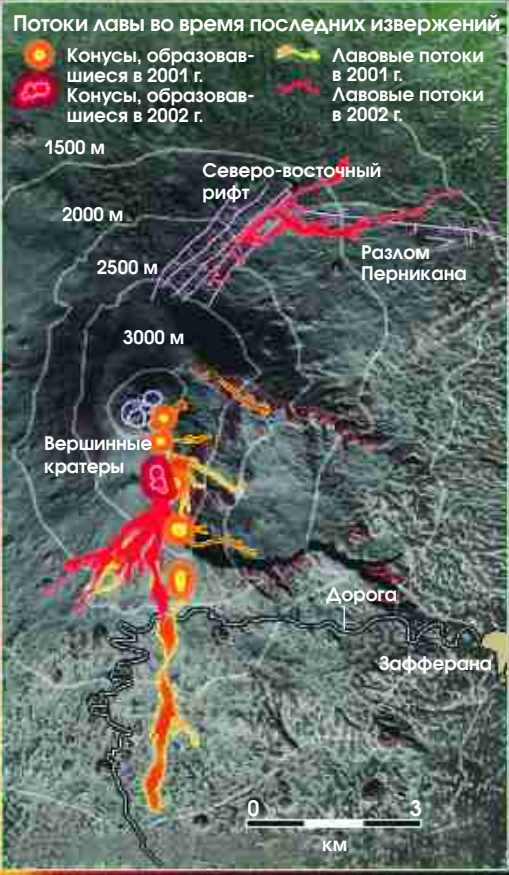 Потоки лавы во время последних извержений
Конусы, образовав-
шиеся в 2001 г.
Конусы, образовав-
шиеся в 2002 г.
Лавовые потоки
в 2001 г.
Лавовые потоки
в 2002 г.
1500 м
Северо-восточный
рифт
2000 м
Разлом
Перникана
2500 м
3000 м
Вершинные
кратеры
Дорога
Зафферана
0 3
км